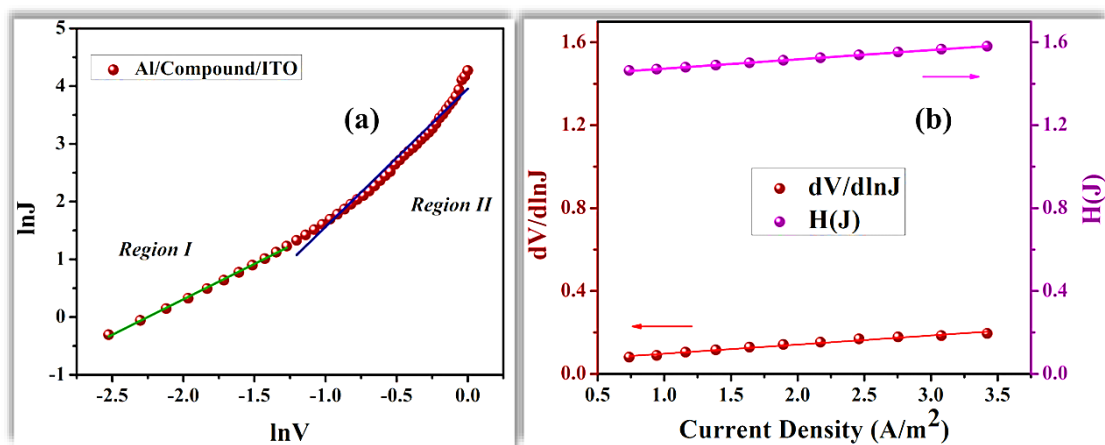 5
4
3
2
1
0
-1
lnJ
Al/Compound/ITO
(a)
Region I
Region II
-2.5 -2.0 -1.5 -1.0 -0.5 0.0
lnV
1.6
1.2
0.8
0.4
0.0
dV/dlnJ
(b)
dV/dlnJ
H(J)
1.6
1.2
0.8
0.4
0.0
H(J)
0.5 1.0 1.5 2.0 2.5 3.0 3.5
Current Density (A/m²)